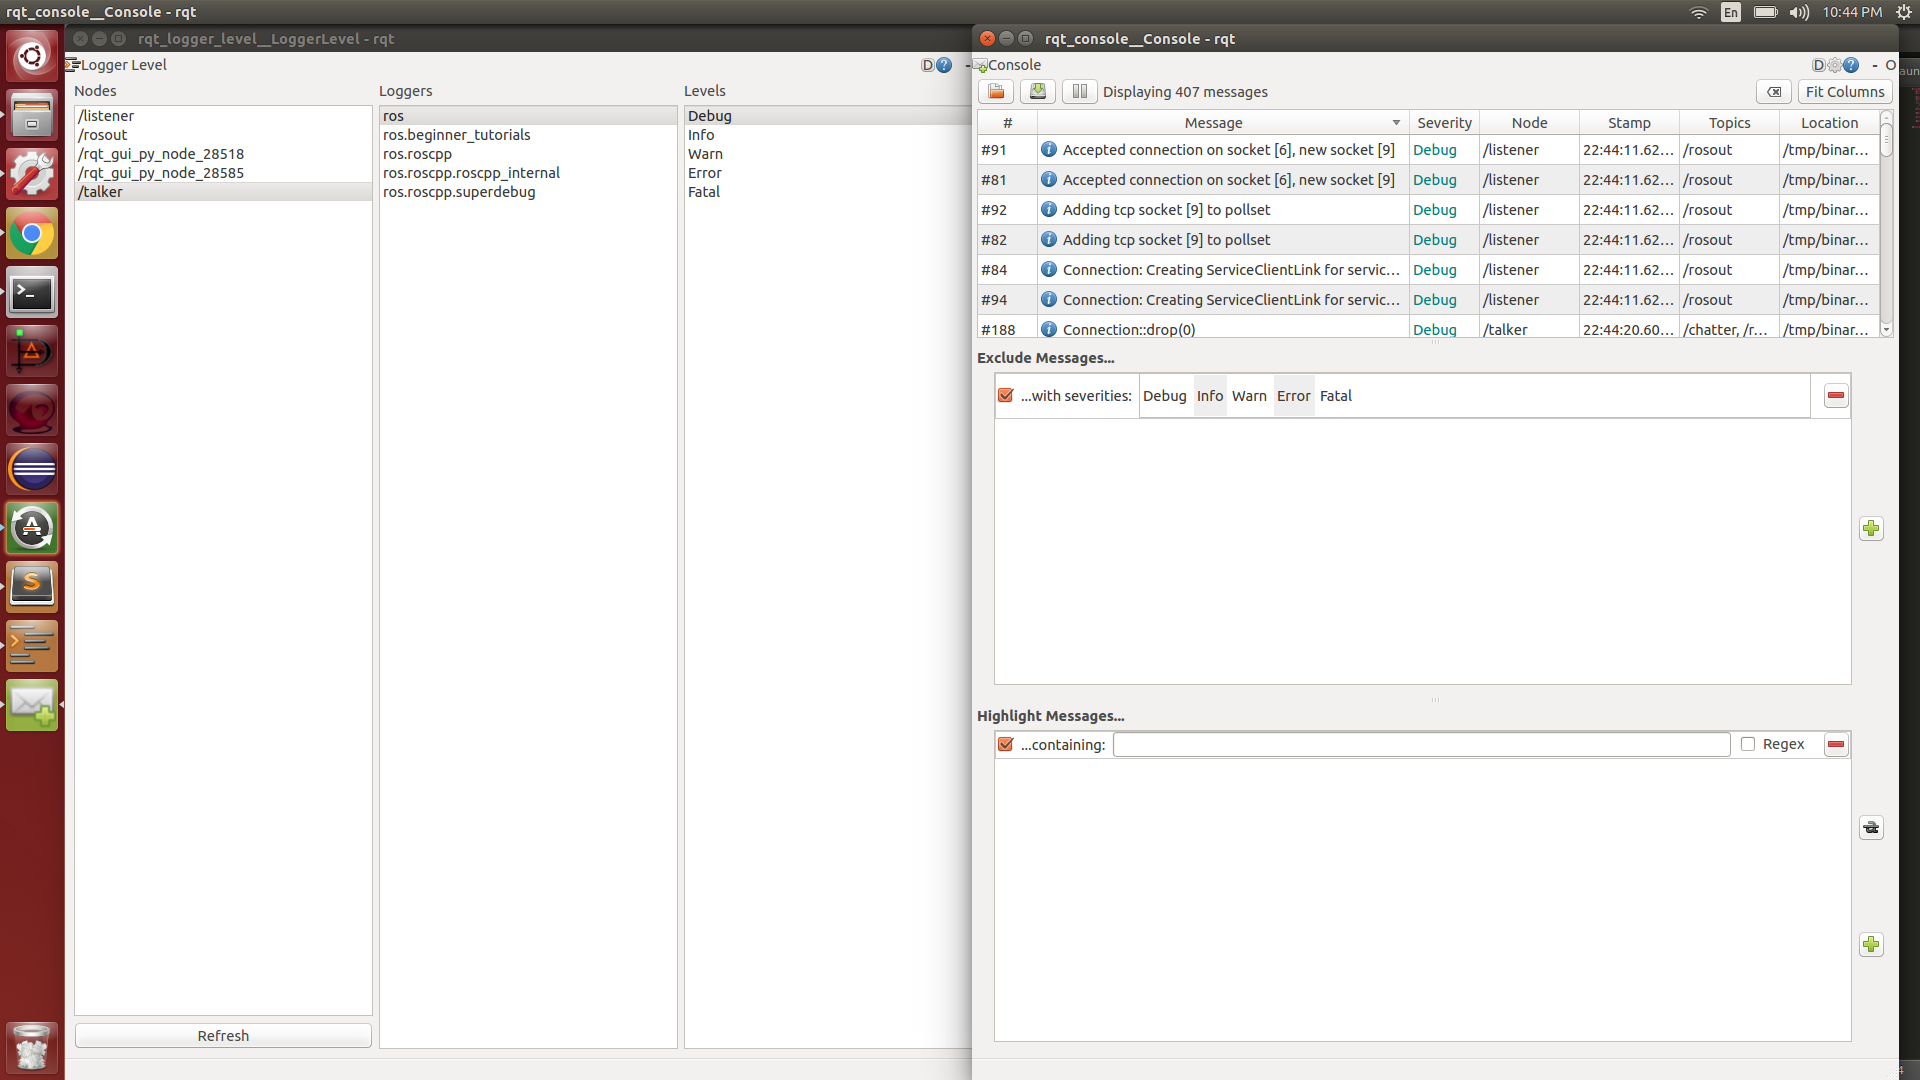 rqt_console__Console - rqt
En
10:44 PM
rqt_logger_level__LoggerLevel - rqt
Logger Level
D ? -
Nodes
/listener
/rosout
/rqt_gui_py_node_28518
/rqt_gui_py_node_28585
/talker
Refresh
Loggers
ros
ros.beginner_tutorials
ros.roscpp
ros.roscpp.roscpp_internal
ros.roscpp.superdebug
Levels
Debug
Info
Warn
Error
Fatal
rqt_console__Console - rqt
Console
D ? - O
Displaying 407 messages
Fit Columns
# Message Severity Node Stamp Topics Location
#91 Accepted connection on socket [6], new socket [9] Debug /listener 22:44:11.62... /rosout /tmp/binar...
#81 Accepted connection on socket [6], new socket [9] Debug /listener 22:44:11.62... /rosout /tmp/binar...
#92 Adding tcp socket [9] to pollset Debug /listener 22:44:11.62... /rosout /tmp/binar...
#82 Adding tcp socket [9] to pollset Debug /listener 22:44:11.62... /rosout /tmp/binar...
#84 Connection: Creating ServiceClientLink for servic... Debug /listener 22:44:11.62... /rosout /tmp/binar...
#94 Connection: Creating ServiceClientLink for servic... Debug /listener 22:44:11.62... /rosout /tmp/binar...
#188 Connection::drop(0) Debug /talker 22:44:20.60... /chatter, /r... /tmp/binar...
Exclude Messages...
...with severities: Debug Info Warn Error Fatal
Highlight Messages...
...containing: Regex